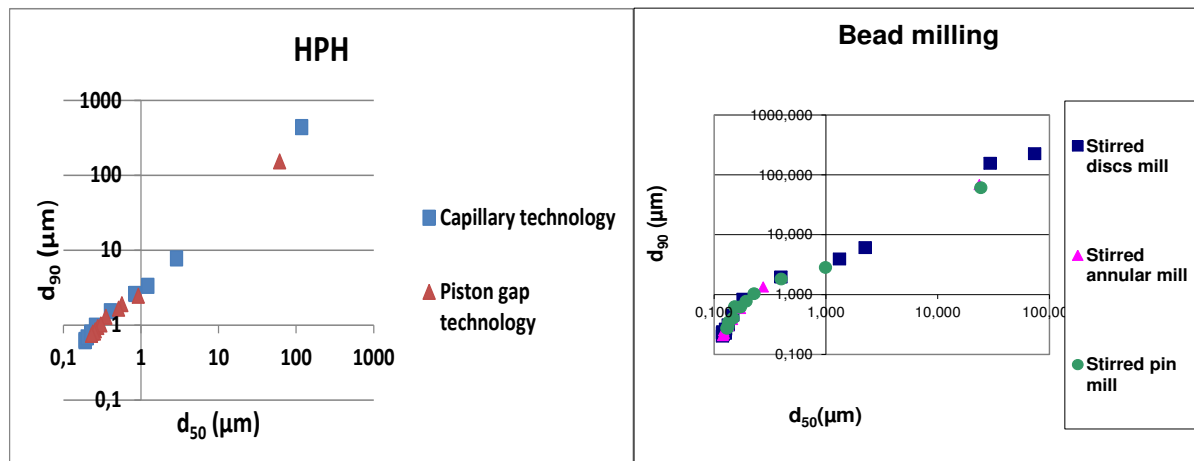 HPH
1000
100
10
1
0,1
0,1
1
10
100
1000
d90 (µm)
d50 (µm)
Capillary technology
Piston gap
technology
Bead milling
1000,000
100,000
10,000
1,000
0,100
0,100
1,000
10,000
100,00
d90 (µm)
d50(µm)
Stirred
discs mill
Stirred
annular mill
Stirred pin
mill